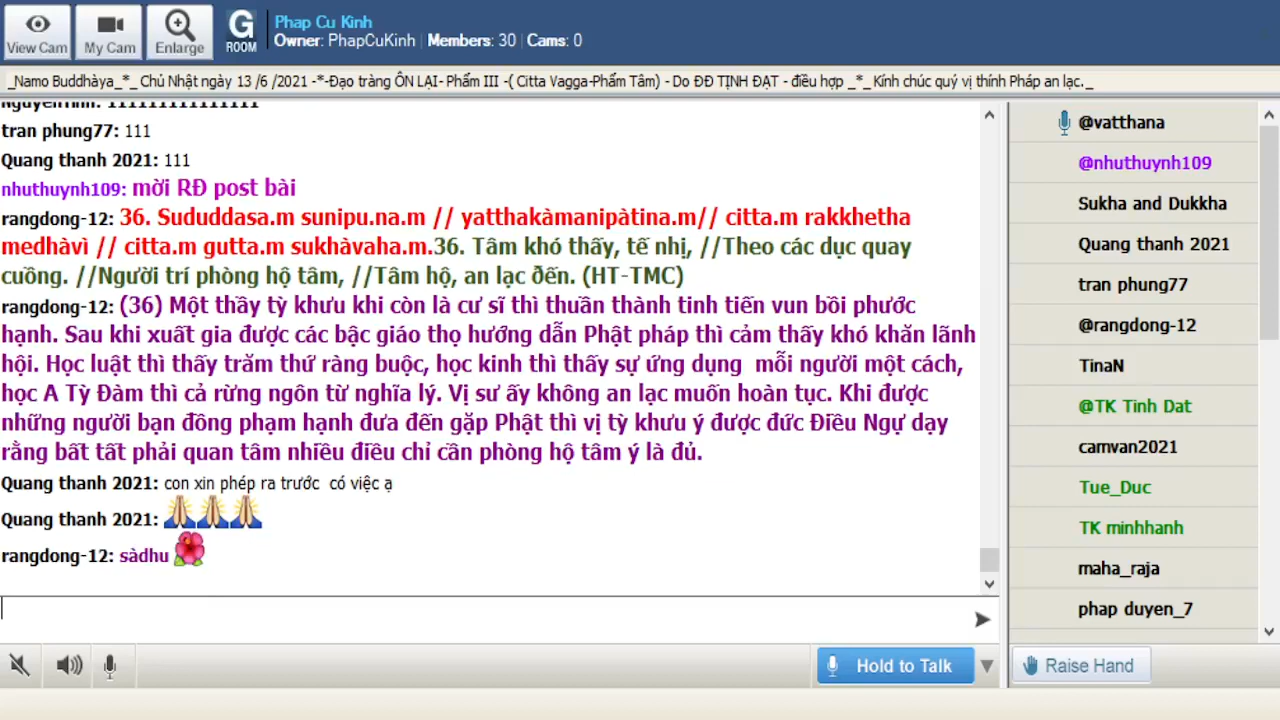 View Cam
My Cam
Enlarge
G
ROOM
Phap Cu Kinh
Owner: PhapCuKinh | Members: 30 | Cams: 0
_Namo Buddhàya_*_ Chủ Nhật ngày 13 /6 /2021 -*-Đạo tràng ÔN LẠI- Phẩm III -( Citta Vagga-Phẩm Tâm) - Do ĐĐ TỊNH ĐẠT - điều hợp _*_ Kính chúc quý vị thính Pháp an lạc._
tran phung77: 111
Quang thanh 2021: 111
nhuthuynh109: mời RĐ post bài
rangdong-12: 36. Sududdasa.m sunipu.na.m // yatthakàmanipàtina.m// citta.m rakkhetha
medhàvì // citta.m gutta.m sukhàvaha.m.36. Tâm khó thấy, tế nhị, //Theo các dục quay
cuồng. //Người trí phòng hộ tâm, //Tâm hộ, an lạc ðến. (HT-TMC)
rangdong-12: (36) Một thầy tỳ khưu khi còn là cư sĩ thì thuần thành tinh tiến vun bồi phước
hạnh. Sau khi xuất gia được các bậc giáo thọ hướng dẫn Phật pháp thì cảm thấy khó khăn lãnh
hội. Học luật thì thấy trăm thứ ràng buộc, học kinh thì thấy sự ứng dụng  mỗi người một cách,
học A Tỳ Đàm thì cả rừng ngôn từ nghĩa lý. Vị sư ấy không an lạc muốn hoàn tục. Khi được
những người bạn đồng phạm hạnh đưa đến gặp Phật thì vị tỳ khưu ý được đức Điều Ngự dạy
rằng bất tất phải quan tâm nhiều điều chỉ cần phòng hộ tâm ý là đủ.
Quang thanh 2021: con xin phép ra trước  có việc ạ
Quang thanh 2021: 🙏🙏🙏
rangdong-12: sàdhu 🌺
@vatthana
@nhuthuynh109
Sukha and Dukkha
Quang thanh 2021
tran phung77
@rangdong-12
TinaN
@TK Tinh Dat
camvan2021
Tue_Duc
TK minhhanh
maha_raja
phap duyen_7
Hold to Talk
Raise Hand